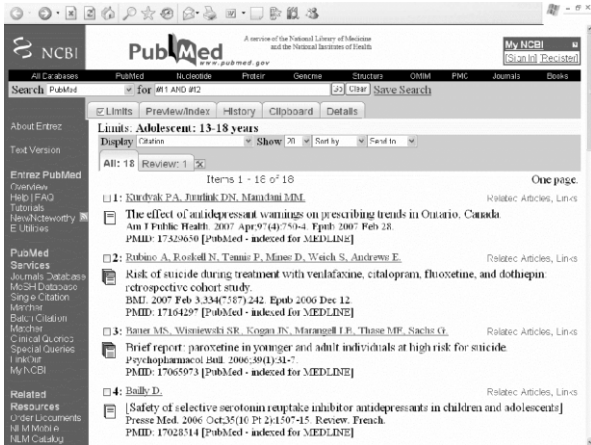 NCBI
PubMed
www.pubmed.gov
A service of the National Library of Medicine
and the National Institutes of Health
My NCBI
[Sign In] [Register]
All Databases PubMed Nucleotide Protein Genome Structure OMIM PMC Journals Books
Search PubMed for #11 AND #12 Go Clear Save Search
Limits Preview/Index History Clipboard Details
Limits: Adolescent: 13-18 years
Display Citation Show 20 Sort by Send to
All: 18 Review: 1
Items 1 - 18 of 18 One page.
1: Kurdyak PA, Juurlink DN, Mamdani MM. Related Articles, Links
The effect of antidepressant warnings on prescribing trends in Ontario, Canada.
Am J Public Health. 2007 Apr;97(4):750-4. Epub 2007 Feb 28.
PMID: 17329650 [PubMed - indexed for MEDLINE]
2: Rubino A, Roskell N, Tennis P, Mines D, Weich S, Andrews E. Related Articles, Links
Risk of suicide during treatment with venlafaxine, citalopram, fluoxetine, and dothiepin:
retrospective cohort study.
BMJ. 2007 Feb 3;334(7587):242. Epub 2006 Dec 12.
PMID: 17164297 [PubMed - indexed for MEDLINE]
3: Bauer MS, Wisniewski SR, Kogan JN, Marangell LB, Thase ME, Sachs G. Related Articles, Links
Brief report: paroxetine in younger and adult individuals at high risk for suicide.
Psychopharmacol Bull. 2006;39(1):31-7.
PMID: 17065973 [PubMed - indexed for MEDLINE]
4: Bailly D. Related Articles, Links
[Safety of selective serotonin reuptake inhibitor antidepressants in children and adolescents]
Presse Med. 2006 Oct;35(10 Pt 2):1507-15. Review. French.
PMID: 17028514 [PubMed - indexed for MEDLINE]
About Entrez
Text Version
Entrez PubMed
Overview
Help | FAQ
Tutorials
New/Noteworthy
E-Utilities
PubMed
Services
Journals Database
MeSH Database
Single Citation
Matcher
Batch Citation
Matcher
Clinical Queries
Special Queries
LinkOut
My NCBI
Related
Resources
Order Documents
NLM Mobile
NLM Catalog